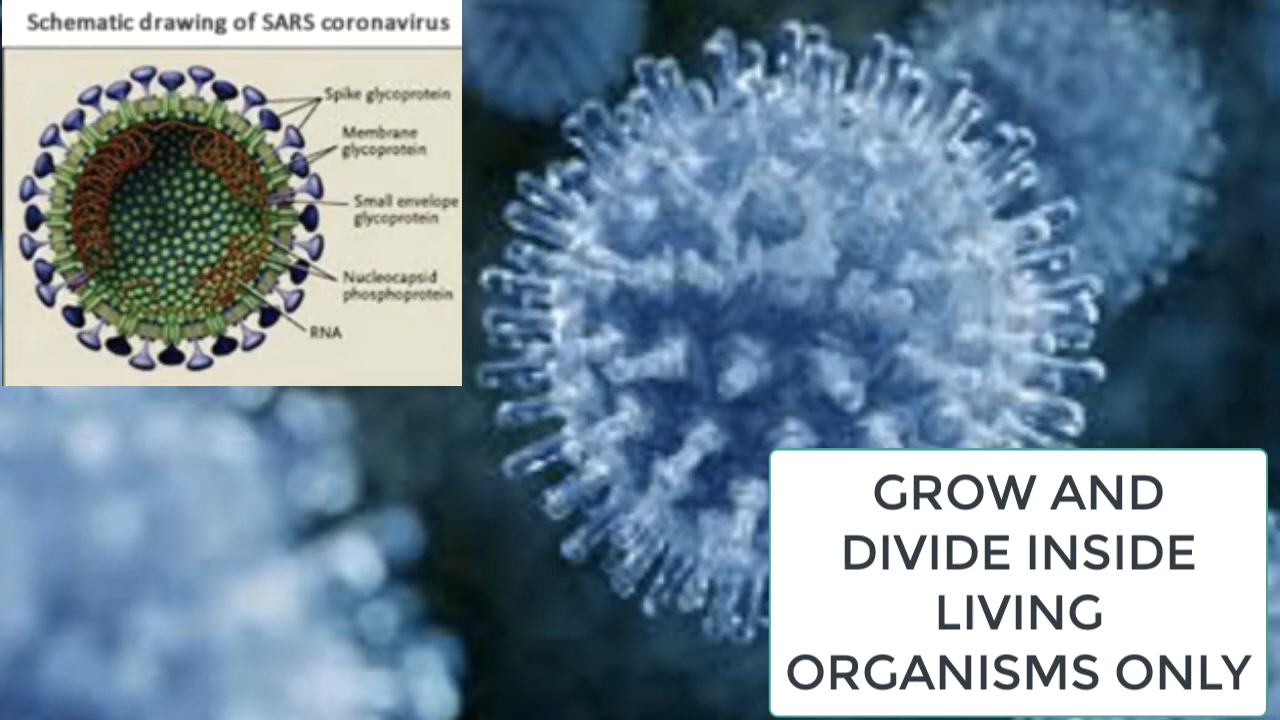 Schematic drawing of SARS coronavirus
Spike glycoprotein
Membrane
glycoprotein
Small envelope
glycoprotein
Nucleocapsid
phosphoprotein
RNA
GROW AND
DIVIDE INSIDE
LIVING
ORGANISMS ONLY